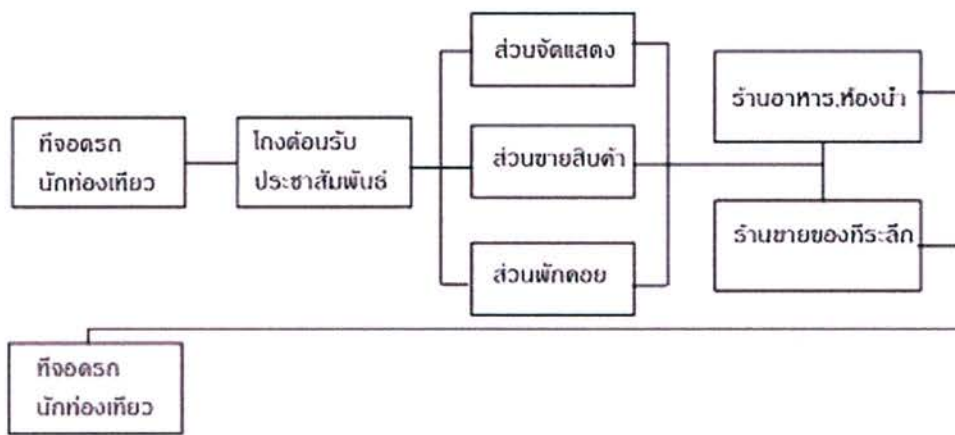 ที่จอดรถ
นักท่องเที่ยว
โถงต้อนรับ
ประชาสัมพันธ์
ส่วนจัดแสดง
ส่วนขายสินค้า
ส่วนพักคอย
ร้านอาหาร,ห้องน้ำ
ร้านขายของที่ระลึก
ที่จอดรถ
นักท่องเที่ยว